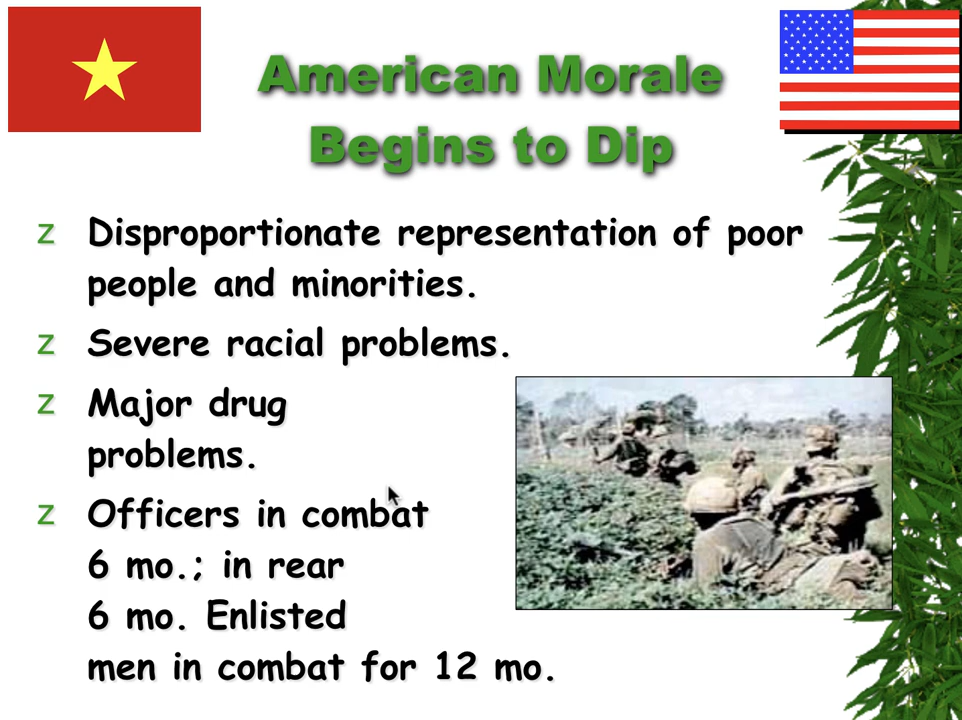 American Morale
Begins to Dip
z Disproportionate representation of poor
people and minorities.
z Severe racial problems.
z Major drug
problems.
z Officers in combat
6 mo.; in rear
6 mo. Enlisted
men in combat for 12 mo.